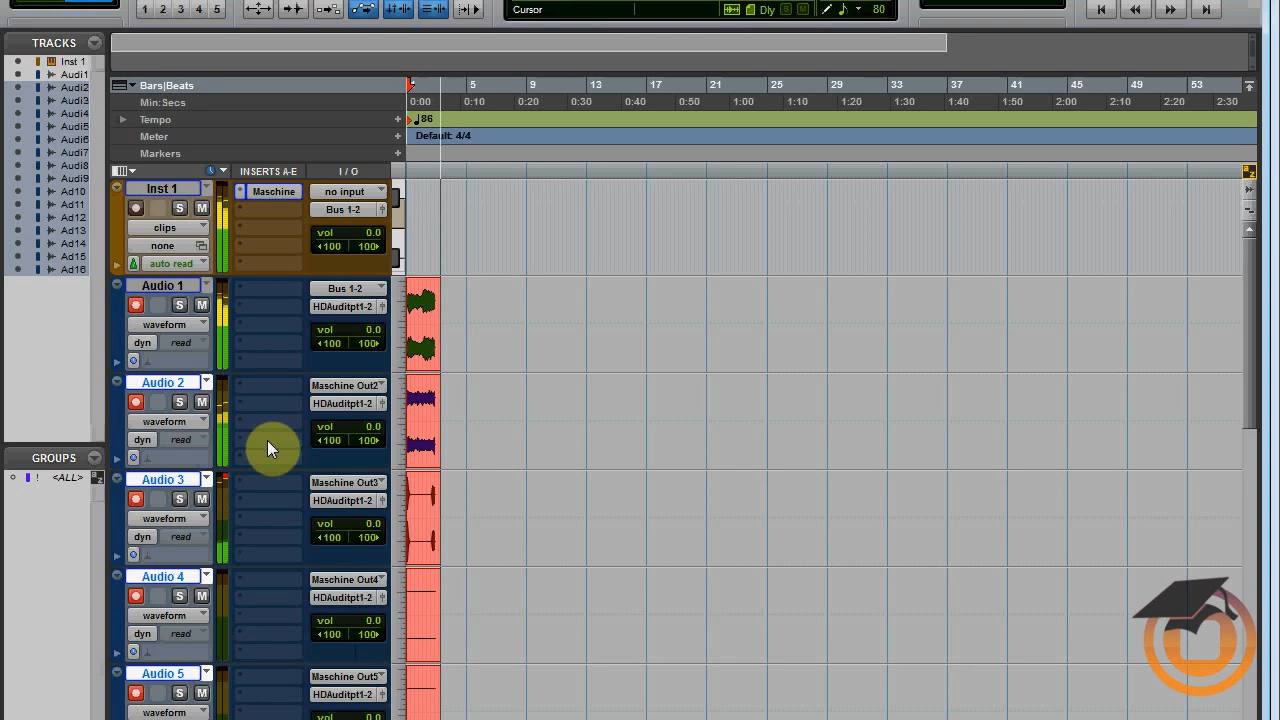 1 2 3 4 5
Cursor
Dly S M
80
TRACKS
Inst 1
Audi1
Audi2
Audi3
Audi4
Audi5
Audi6
Audi7
Audi8
Audi9
Ad10
Ad11
Ad12
Ad13
Ad14
Ad15
Ad16
GROUPS
! <ALL>
a z
Bars|Beats
5 9 13 17 21 25 29 33 37 41 45 49 53
Min:Secs
0:00 0:10 0:20 0:30 0:40 0:50 1:00 1:10 1:20 1:30 1:40 1:50 2:00 2:10 2:20 2:30
Tempo
86
Meter
Default: 4/4
Markers
INSERTS A-E
I / O
Inst 1
Maschine
no input
S M
Bus 1-2
clips
vol 0.0
none
100 100
auto read
Audio 1
Bus 1-2
S M
HDAuditpt1-2
waveform
vol 0.0
dyn read
100 100
Audio 2
Maschine Out2
S M
HDAuditpt1-2
waveform
vol 0.0
dyn read
100 100
Audio 3
Maschine Out3
S M
HDAuditpt1-2
waveform
vol 0.0
dyn read
100 100
Audio 4
Maschine Out4
S M
HDAuditpt1-2
waveform
vol 0.0
dyn read
100 100
Audio 5
Maschine Out5
S M
HDAuditpt1-2
waveform
vol 0.0